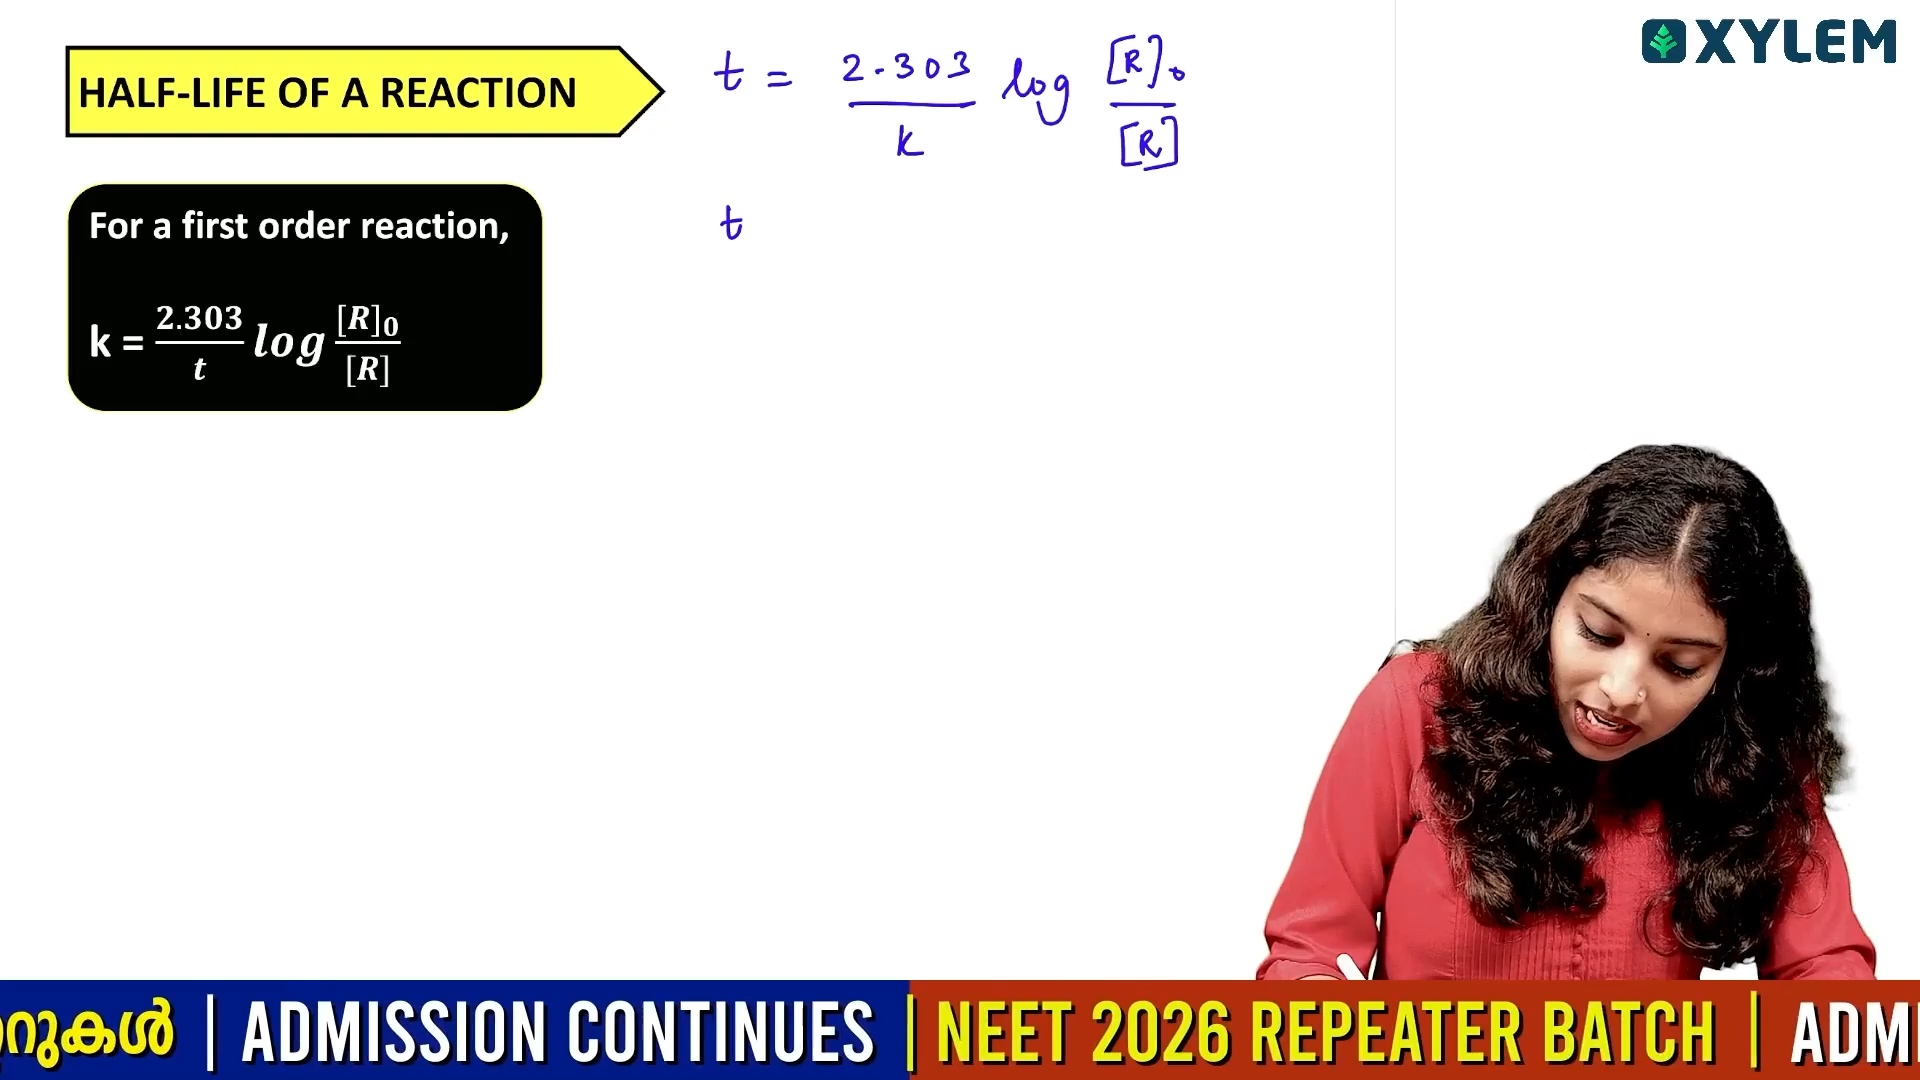 XYLEM
HALF-LIFE OF A REACTION
t = 2.303/k log [R]₀/[R]
t
For a first order reaction,
k = 2.303/t log [R]₀/[R]
റുകൾ | ADMISSION CONTINUES | NEET 2026 REPEATER BATCH | ADMI